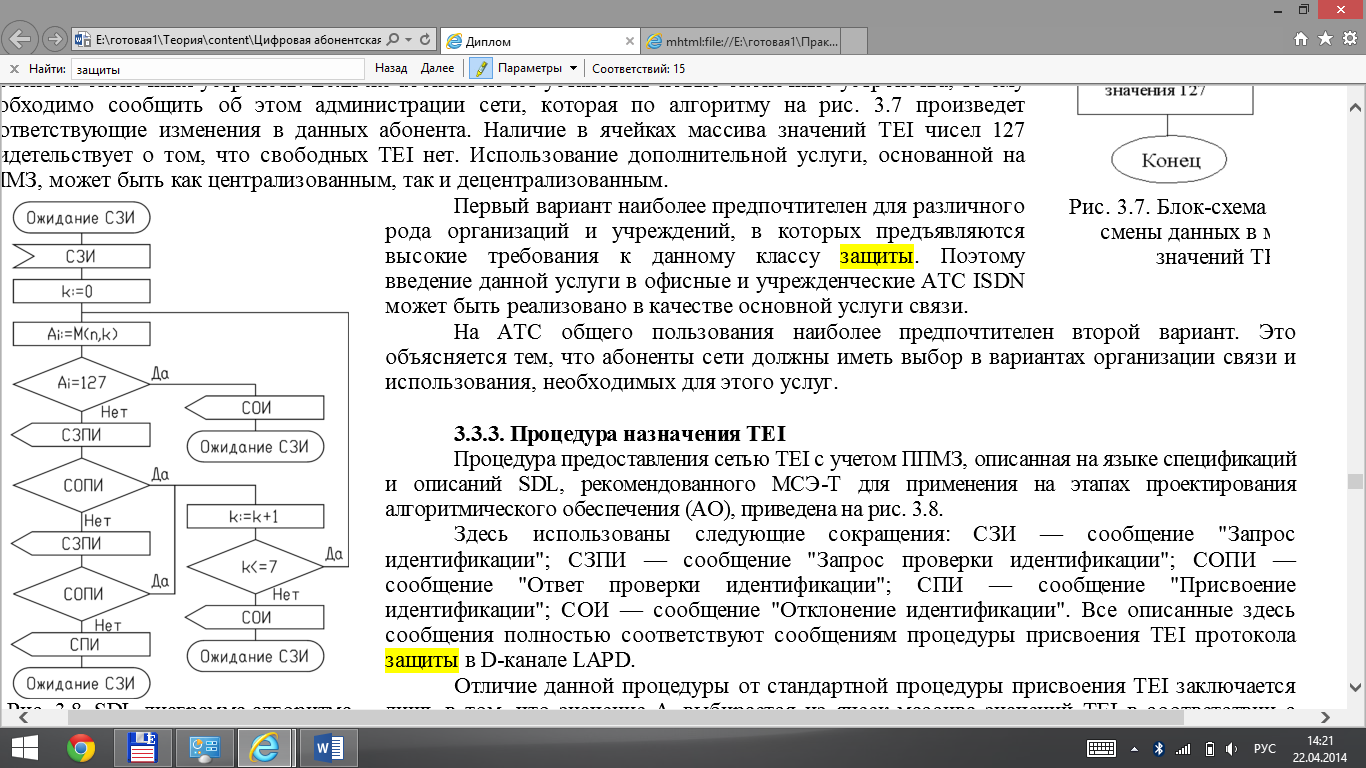 E:\готовая1\Теория\content\Цифровая абонентская
Диплом
mhtml:file://E:\готовая1\Прак...
Найти: защиты Назад Далее Параметры Соответствий: 15
обходимо сообщить об этом администрации сети, которая по алгоритму на рис. 3.7 произведет
ответствующие изменения в данных абонента. Наличие в ячейках массива значений TEI чисел 127
идетельствует о том, что свободных TEI нет. Использование дополнительной услуги, основанной на
ПМЗ, может быть как централизованным, так и децентрализованным.
значения 127
Конец
Рис. 3.7. Блок-схема
смены данных в м
значений TE
Первый вариант наиболее предпочтителен для различного
рода организаций и учреждений, в которых предъявляются
высокие требования к данному классу защиты. Поэтому
введение данной услуги в офисные и учрежденческие АТС ISDN
может быть реализовано в качестве основной услуги связи.
На АТС общего пользования наиболее предпочтителен второй вариант. Это
объясняется тем, что абоненты сети должны иметь выбор в вариантах организации связи и
использования, необходимых для этого услуг.
3.3.3. Процедура назначения TEI
Процедура предоставления сетью TEI с учетом ППМЗ, описанная на языке спецификаций
и описаний SDL, рекомендованного МСЭ-Т для применения на этапах проектирования
алгоритмического обеспечения (АО), приведена на рис. 3.8.
Здесь использованы следующие сокращения: СЗИ — сообщение "Запрос
идентификации"; СЗПИ — сообщение "Запрос проверки идентификации"; СОПИ —
сообщение "Ответ проверки идентификации"; СПИ — сообщение "Присвоение
идентификации"; СОИ — сообщение "Отклонение идентификации". Все описанные здесь
сообщения полностью соответствуют сообщениям процедуры присвоения TEI протокола
защиты в D-канале LAPD.
Отличие данной процедуры от стандартной процедуры присвоения TEI заключается
Ожидание СЗИ
СЗИ
k:=0
Ai:=M(n,k)
Ai=127
Да
Нет
СОИ
Ожидание СЗИ
СЗПИ
СОПИ
Да
Нет
k:=k+1
СЗПИ
k<=7
Да
Нет
СОПИ
Да
Нет
СОИ
СПИ
Ожидание СЗИ
Ожидание СЗИ
Рис. 3.8. SDL-диаграмма алгоритма
РУС
14:21
22.04.2014